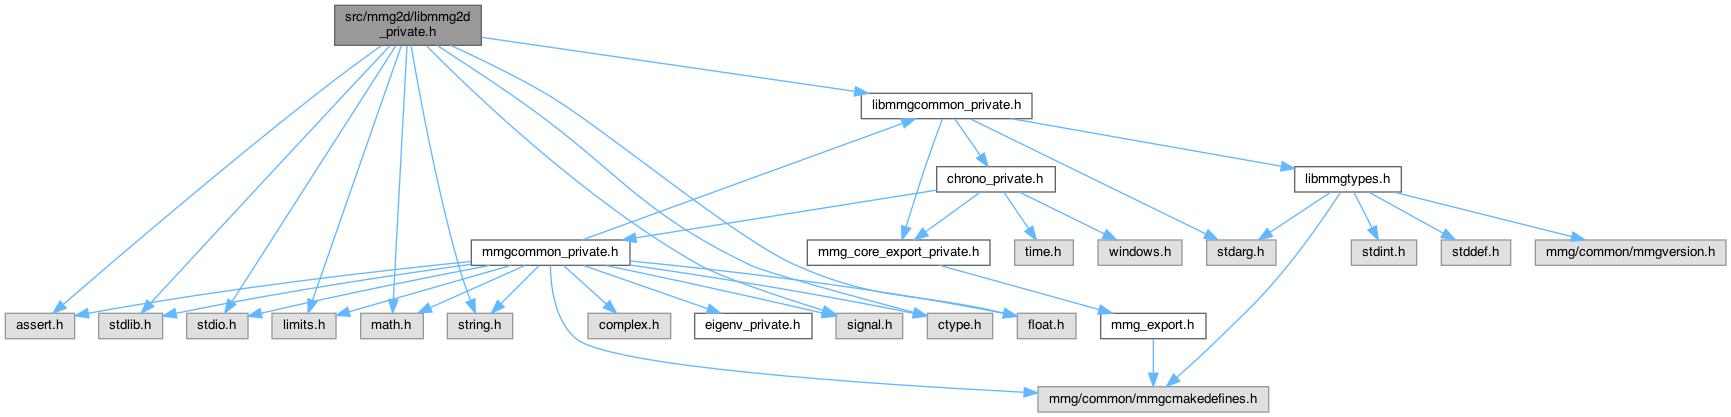 src/mmg2d/libmmg2d
_private.h
libmmgcommon_private.h
chrono_private.h
libmmgtypes.h
mmgcommon_private.h
mmg_core_export_private.h
time.h
windows.h
stdarg.h
stdint.h
stddef.h
mmg/common/mmgversion.h
assert.h
stdlib.h
stdio.h
limits.h
math.h
string.h
complex.h
eigenv_private.h
signal.h
ctype.h
float.h
mmg_export.h
mmg/common/mmgcmakedefines.h